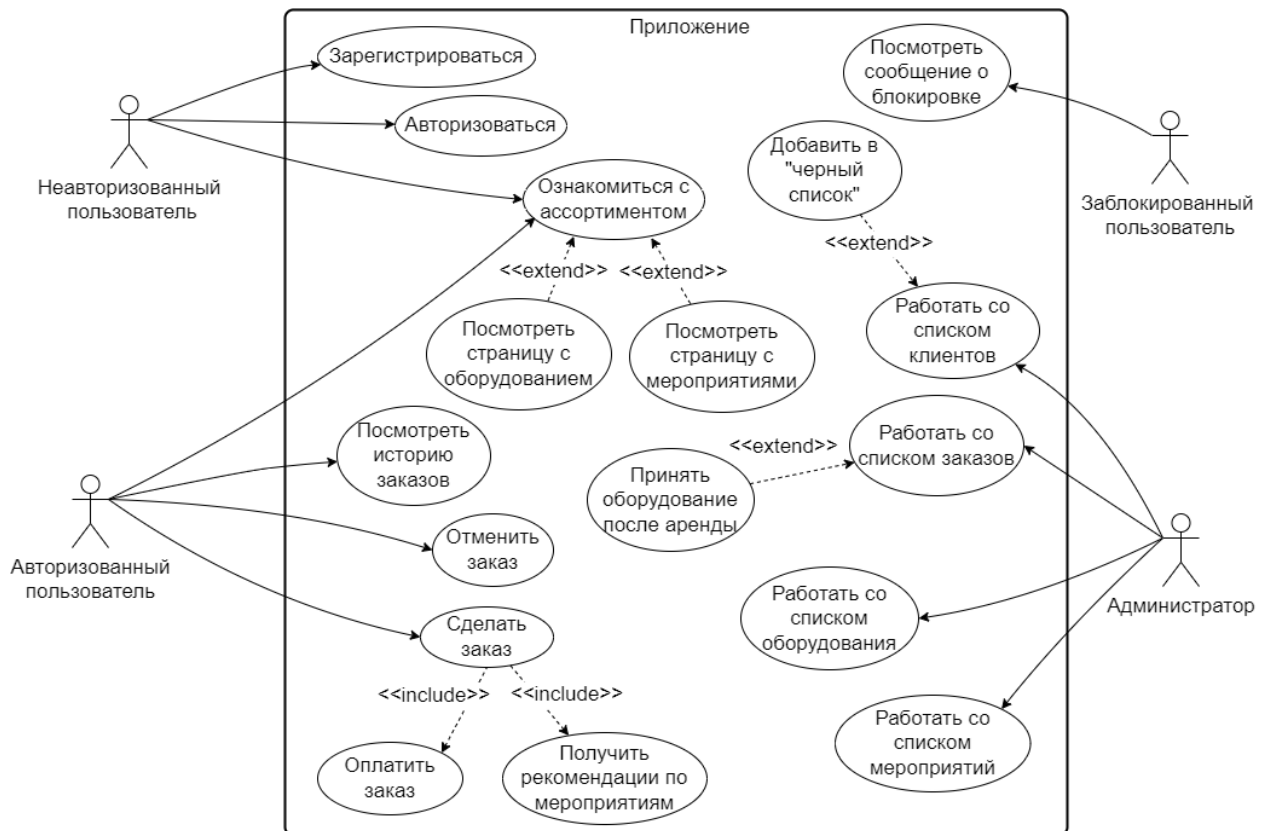 Приложение
Зарегистрироваться
Авторизоваться
Неавторизованный
пользователь
Посмотреть
сообщение о
блокировке
Заблокированный
пользователь
Добавить в
"черный
список"
<<extend>>
Ознакомиться с
ассортиментом
<<extend>>
<<extend>>
Посмотреть
страницу с
оборудованием
Посмотреть
страницу с
мероприятиями
Работать со
списком
клиентов
Посмотреть
историю
заказов
<<extend>>
Принять
оборудование
после аренды
Работать со
списком заказов
Авторизованный
пользователь
Отменить
заказ
Работать со
списком
оборудования
Администратор
Сделать
заказ
<<include>>
<<include>>
Оплатить
заказ
Получить
рекомендации по
мероприятиям
Работать со
списком
мероприятий